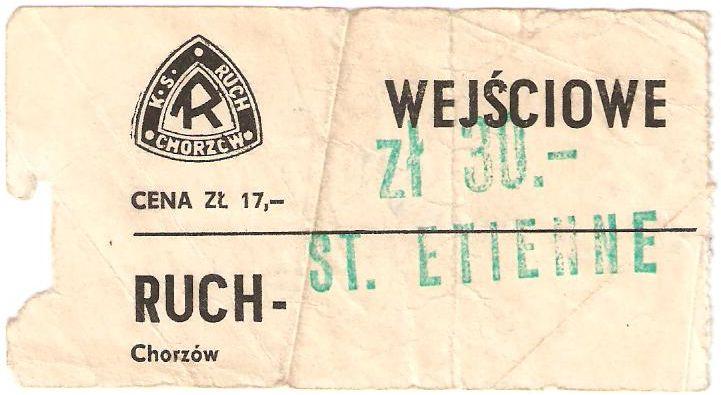 K.S. RUCH
R
CHORZÓW
WEJŚCIOWE
zł 30.-
CENA ZŁ 17,—
ST. ETIENNE
RUCH-
Chorzów